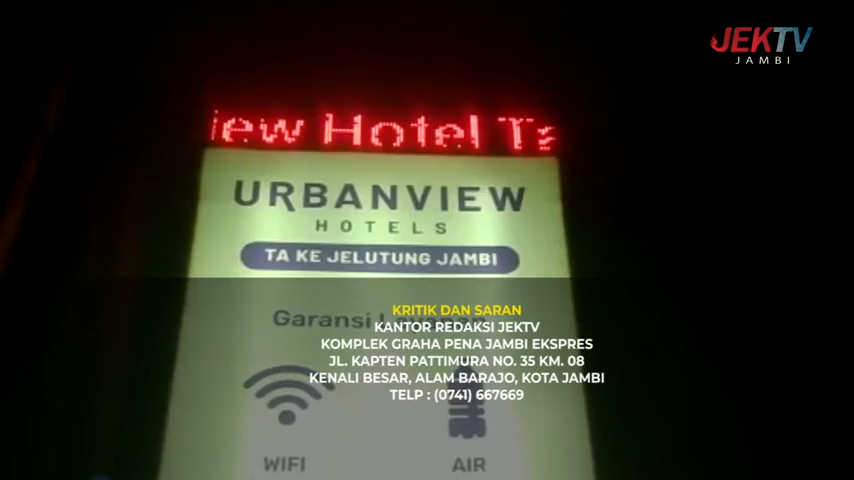 JEKTV
JAMBI
iew Hotel Ta
URBANVIEW
HOTELS
TA KE JELUTUNG JAMBI
Garansi Layanan
KRITIK DAN SARAN
KANTOR REDAKSI JEKTV
KOMPLEK GRAHA PENA JAMBI EKSPRES
JL. KAPTEN PATTIMURA NO. 35 KM. 08
KENALI BESAR, ALAM BARAJO, KOTA JAMBI
TELP : (0741) 667669
WIFI
AIR